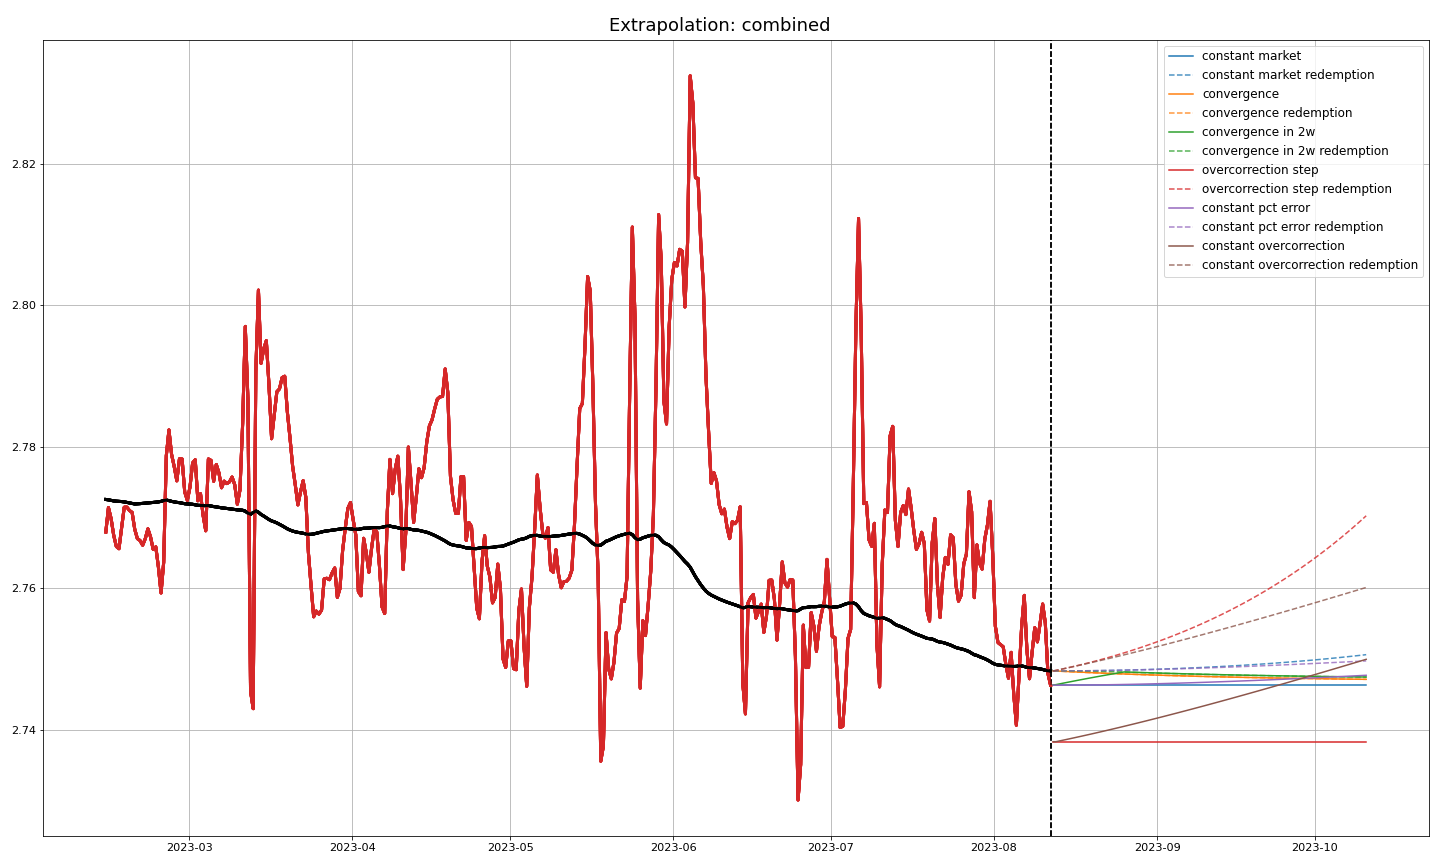 Extrapolation: combined
constant market
constant market redemption
convergence
convergence redemption
convergence in 2w
convergence in 2w redemption
overcorrection step
overcorrection step redemption
constant pct error
constant pct error redemption
constant overcorrection
constant overcorrection redemption
2.82
2.80
2.78
2.76
2.74
2023-03
2023-04
2023-05
2023-06
2023-07
2023-08
2023-09
2023-10